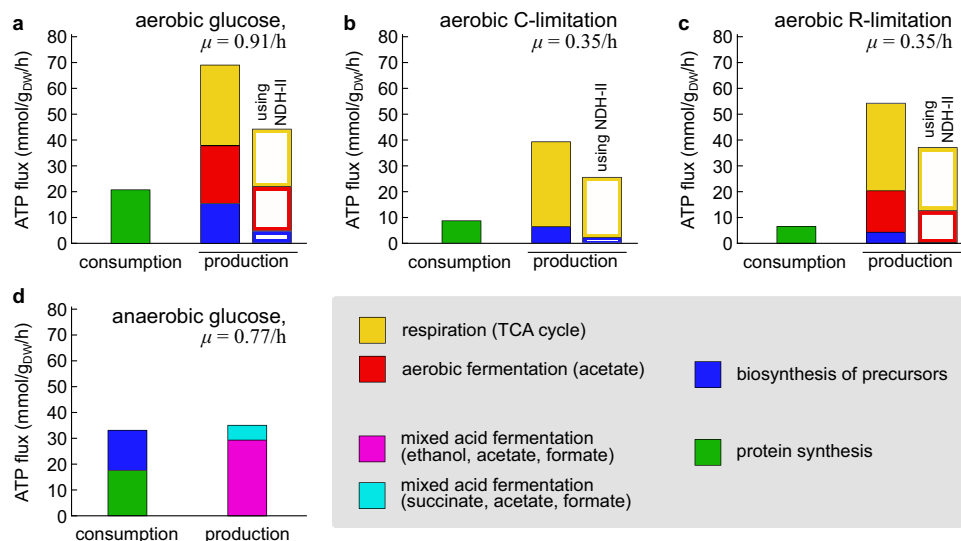 a
aerobic glucose,
μ = 0.91/h
ATP flux (mmol/gDW/h)
80
70
60
50
40
30
20
10
0
using
NDH-II
consumption
production
b
aerobic C-limitation
μ = 0.35/h
ATP flux (mmol/gDW/h)
80
70
60
50
40
30
20
10
0
using NDH-II
consumption
production
c
aerobic R-limitation
μ = 0.35/h
ATP flux (mmol/gDW/h)
80
70
60
50
40
30
20
10
0
using
NDH-II
consumption
production
d
anaerobic glucose,
μ = 0.77/h
ATP flux (mmol/gDW/h)
80
70
60
50
40
30
20
10
0
consumption
production
respiration (TCA cycle)
aerobic fermentation (acetate)
mixed acid fermentation
(ethanol, acetate, formate)
mixed acid fermentation
(succinate, acetate, formate)
biosynthesis of precursors
protein synthesis